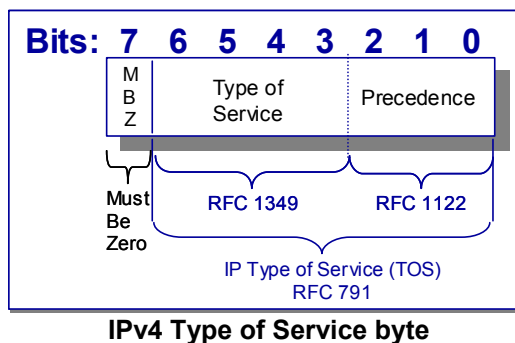 Bits: 7 6 5 4 3 2 1 0
M
B
Z
Type of
Service
Precedence
Must
Be
Zero
RFC 1349
RFC 1122
IP Type of Service (TOS)
RFC 791
IPv4 Type of Service byte